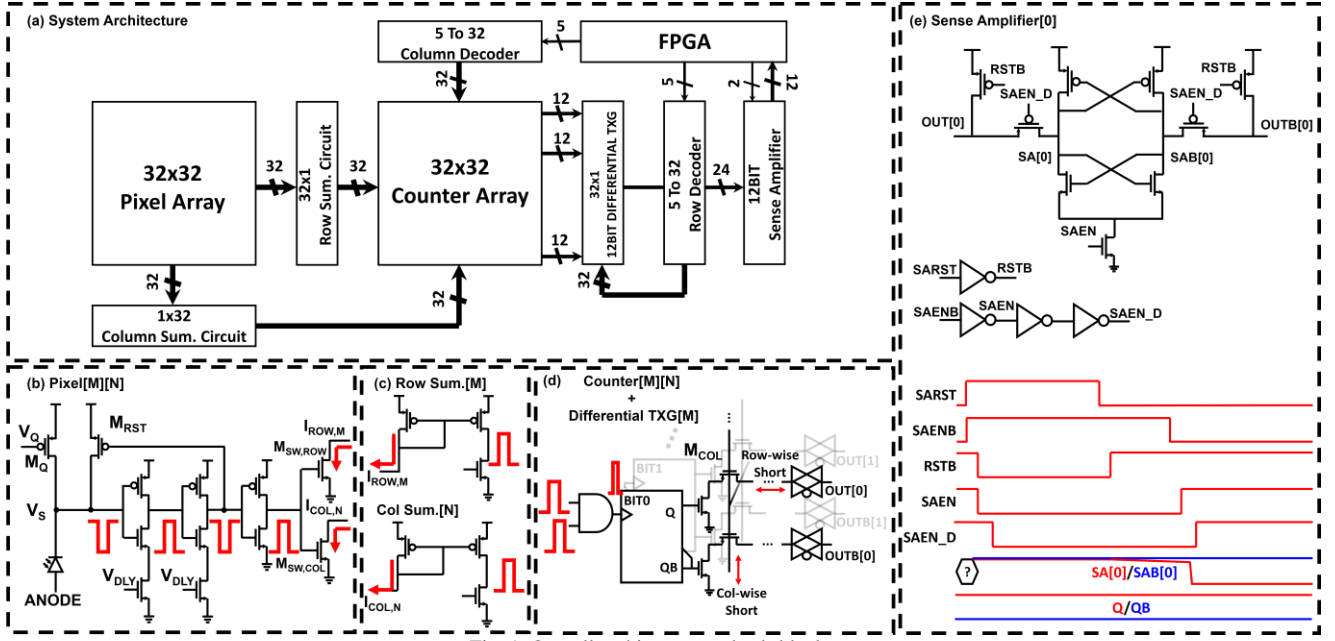 (a) System Architecture
5 To 32
Column Decoder
5
FPGA
32
5
2
12
32x32
Pixel Array
32
32x1
Row Sum. Circuit
32
32x32
Counter Array
12
12
12
32x1
12BIT DIFFERENTIAL TXG
5 To 32
Row Decoder
24
12BIT
Sense Amplifier
32
32
32
1x32
Column Sum. Circuit
(b) Pixel[M][N]
VQ
MQ
MRST
VS
VDLY
VDLY
ANODE
IROW,M
MSW,ROW
ICOL,N
MSW,COL
(c) Row Sum.[M]
IROW,M
Col Sum.[N]
ICOL,N
(d) Counter[M][N]
+
Differential TXG[M]
MCOL
Row-wise
Short
BIT1
BIT0
Q
QB
OUT[1]
OUT[0]
OUTB[1]
OUTB[0]
Col-wise
Short
(e) Sense Amplifier[0]
RSTB
RSTB
SAEN_D
SAEN_D
OUT[0]
OUTB[0]
SA[0]
SAB[0]
SAEN
SARST
RSTB
SAENB
SAEN
SAEN_D
SARST
SAENB
RSTB
SAEN
SAEN_D
?
SA[0]/SAB[0]
Q/QB